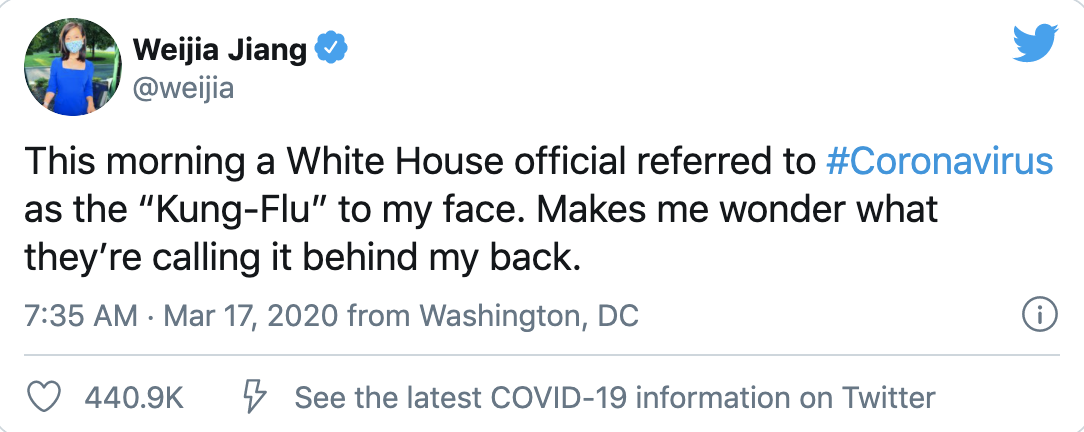 Weijia Jiang
@weijia
This morning a White House official referred to #Coronavirus
as the “Kung-Flu” to my face. Makes me wonder what
they’re calling it behind my back.
7:35 AM · Mar 17, 2020 from Washington, DC
440.9K See the latest COVID-19 information on Twitter